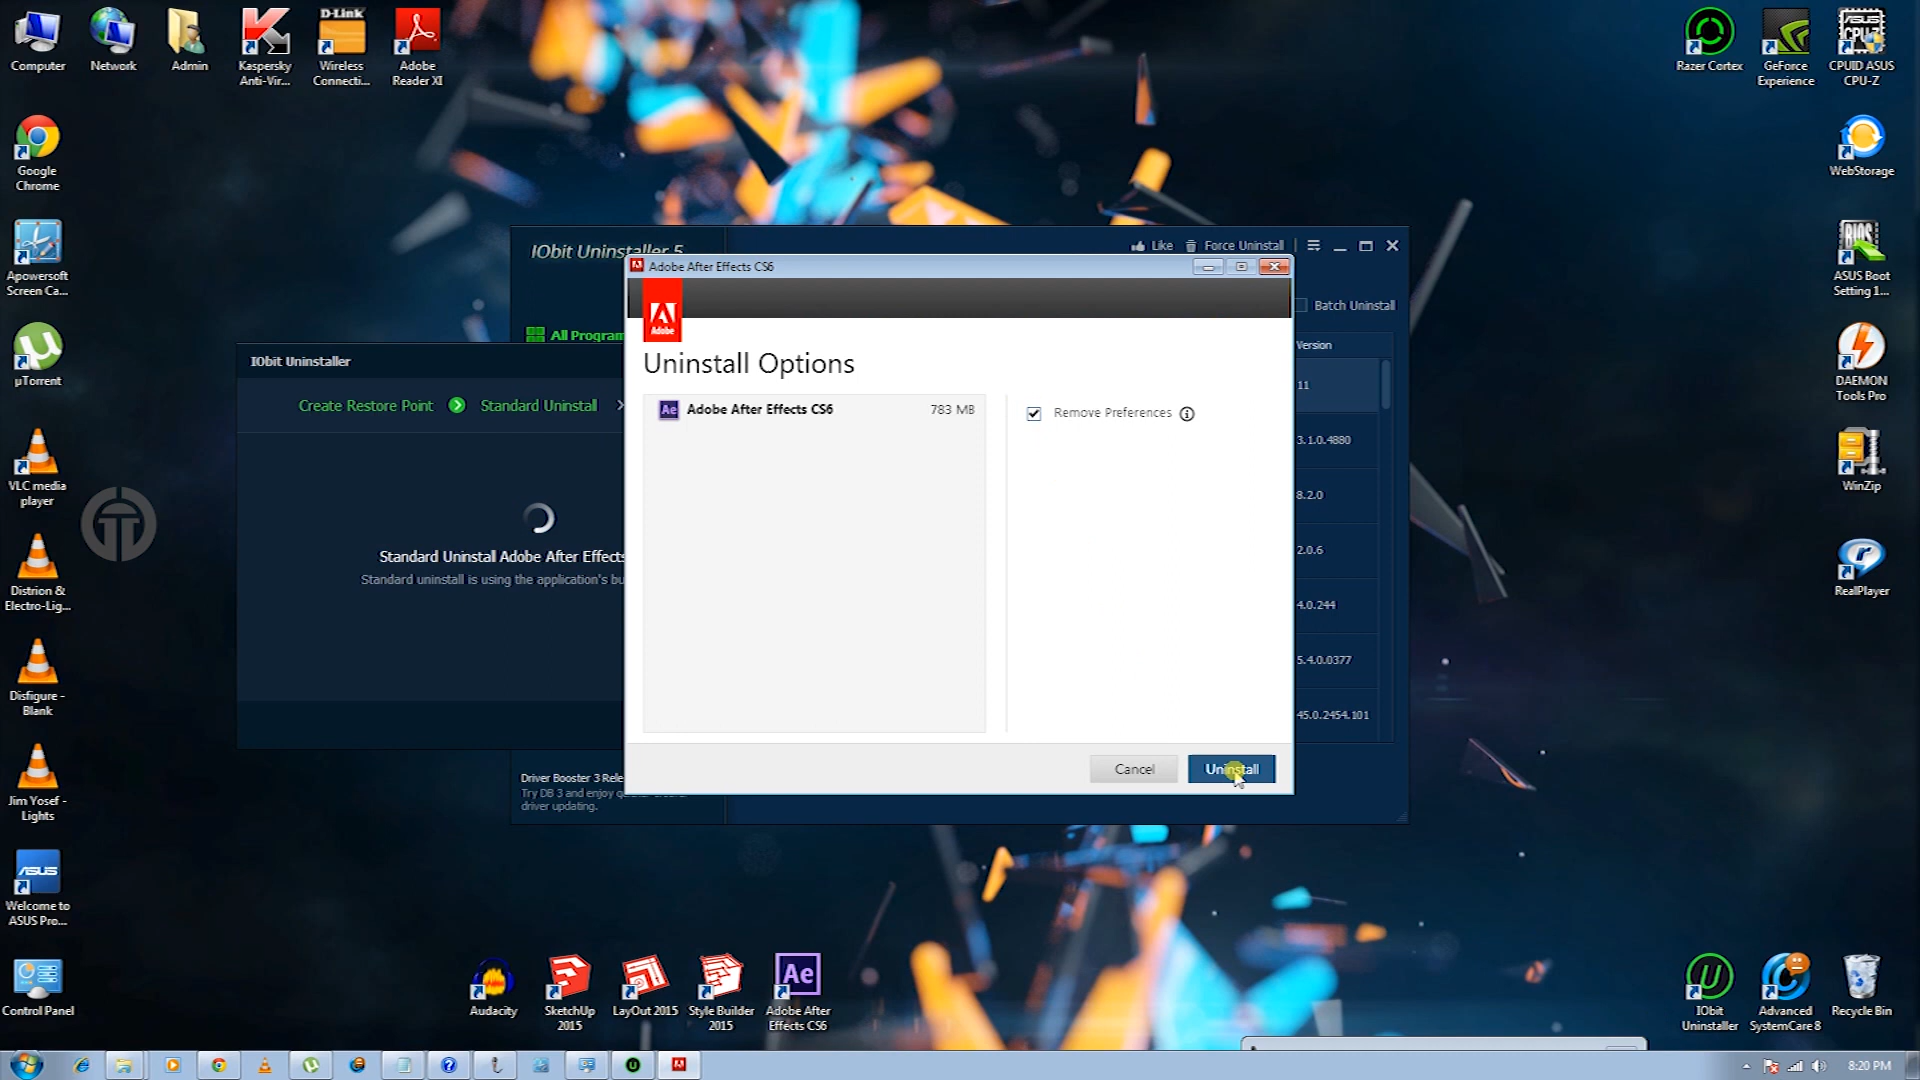 Computer
Network
Admin
Kaspersky
Anti-Vir...
D-Link
Wireless
Connecti...
Adobe
Reader XI
Razer Cortex
GeForce
Experience
ASUS
CPU-Z
CPUID ASUS
CPU-Z
Google
Chrome
WebStorage
Apowersoft
Screen Ca...
BIOS
ASUS Boot
Setting 1...
µTorrent
DAEMON
Tools Pro
VLC media
player
WinZip
Distrion &
Electro-Lig...
RealPlayer
Disfigure -
Blank
Jim Yosef -
Lights
ASUS
Welcome to
ASUS Pro...
Control Panel
IObit Uninstaller 5
Like
Force Uninstall
Batch Uninstall
All Program
Version
11
3.1.0.4880
8.2.0
2.0.6
4.0.244
5.4.0.0377
45.0.2454.101
IObit Uninstaller
Create Restore Point
Standard Uninstall
Standard Uninstall Adobe After Effects
Standard uninstall is using the application's bu
Driver Booster 3 Rele
Try DB 3 and enjoy
driver updating.
Adobe After Effects CS6
Adobe
Uninstall Options
Ae
Adobe After Effects CS6
783 MB
Remove Preferences
Cancel
Uninstall
Audacity
SketchUp
2015
LayOut 2015
Style Builder
2015
Ae
Adobe After
Effects CS6
IObit
Uninstaller
Advanced
SystemCare 8
Recycle Bin
8:20 PM